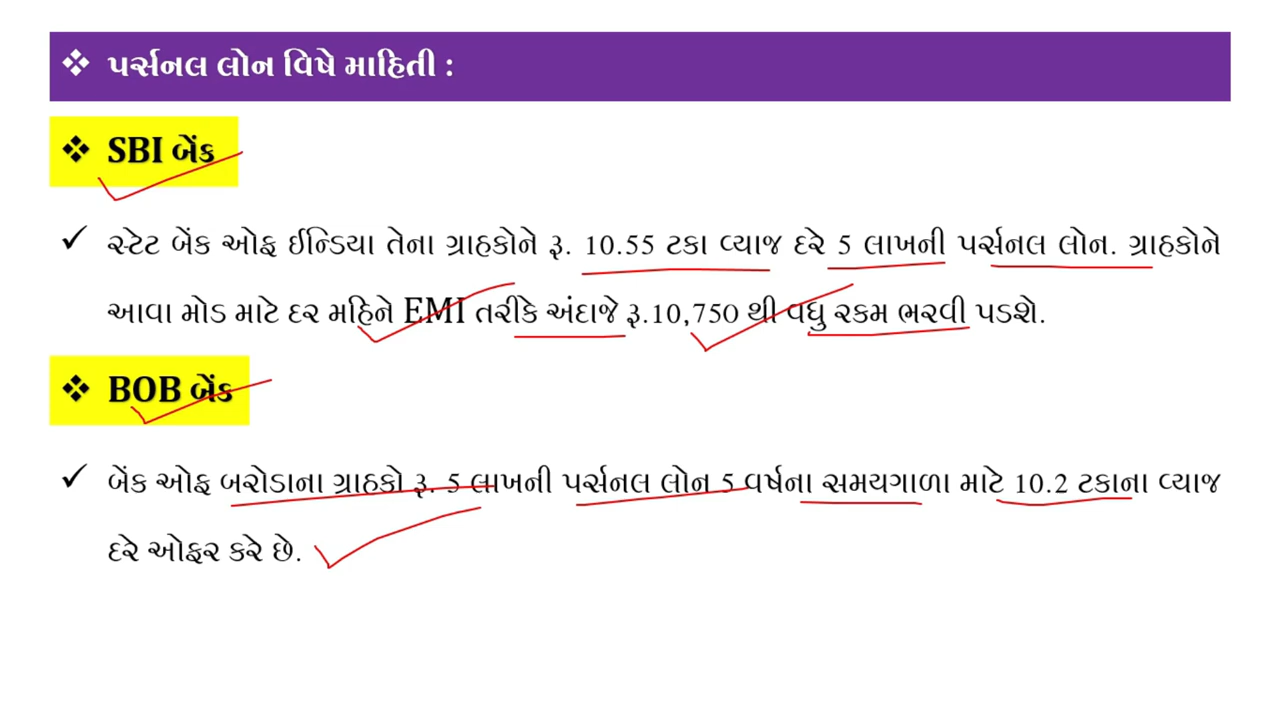 ❖ પર્સનલ લોન વિષે માહિતી :
❖ SBI બેંક
✓ સ્ટેટ બેંક ઓફ ઈન્ડિયા તેના ગ્રાહકોને રૂ. 10.55 ટકા વ્યાજ દરે 5 લાખની પર્સનલ લોન. ગ્રાહકોને
આવા મોડ માટે દર મહિને EMI તરીકે અંદાજે રૂ.10,750 થી વધુ રકમ ભરવી પડશે.
❖ BOB બેંક
✓ બેંક ઓફ બરોડાના ગ્રાહકો રૂ. 5 લાખની પર્સનલ લોન 5 વર્ષના સમયગાળા માટે 10.2 ટકાના વ્યાજ
દરે ઓફર કરે છે.